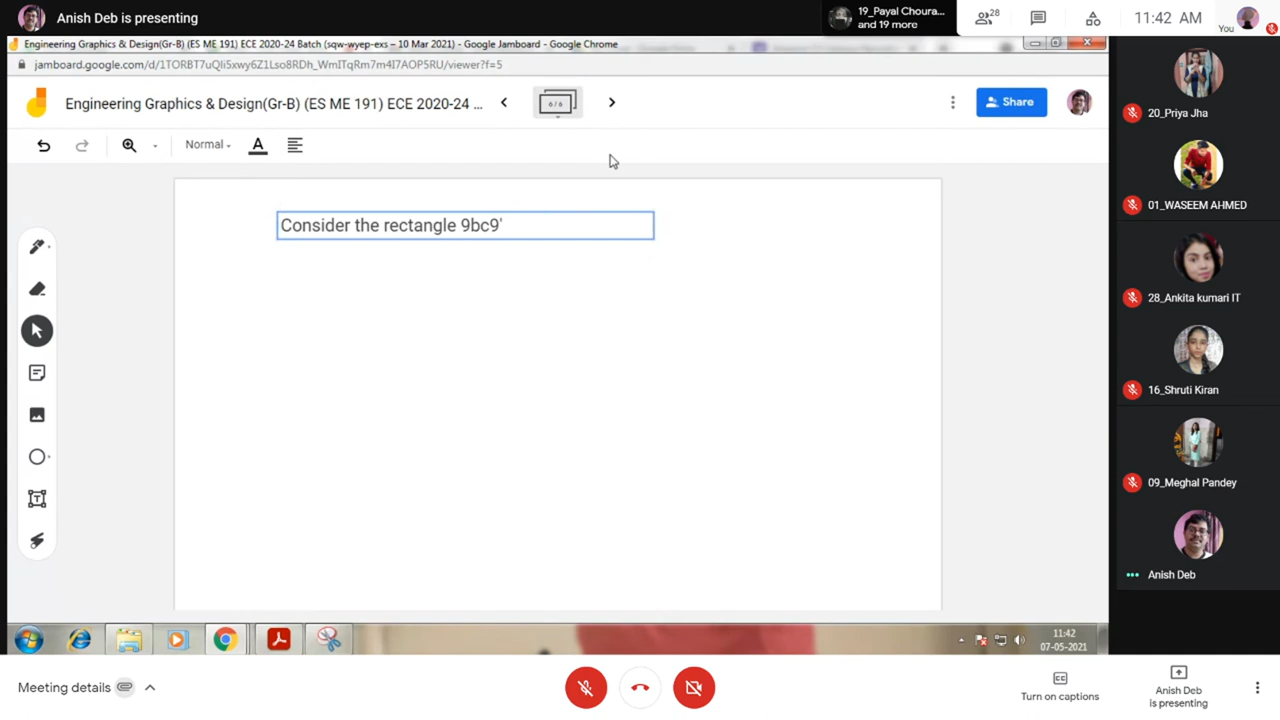 Anish Deb is presenting
19_Payal Choura...
and 19 more
28
11:42 AM
You
Engineering Graphics & Design(Gr-B) (ES ME 191) ECE 2020-24 Batch (sqw-wyep-exs – 10 Mar 2021) - Google Jamboard - Google Chrome
jamboard.google.com/d/1TORBT7uQli5xwy6Z1Lso8RDh_WmITqRm7m4I7AOP5RU/viewer?f=5
Engineering Graphics & Design(Gr-B) (ES ME 191) ECE 2020-24 ...
6 / 6
Share
Normal
A
Consider the rectangle 9bc9'
T
20_Priya Jha
01_WASEEM AHMED
28_Ankita kumari IT
16_Shruti Kiran
09_Meghal Pandey
Anish Deb
11:42
07-05-2021
Meeting details
Turn on captions
Anish Deb
is presenting